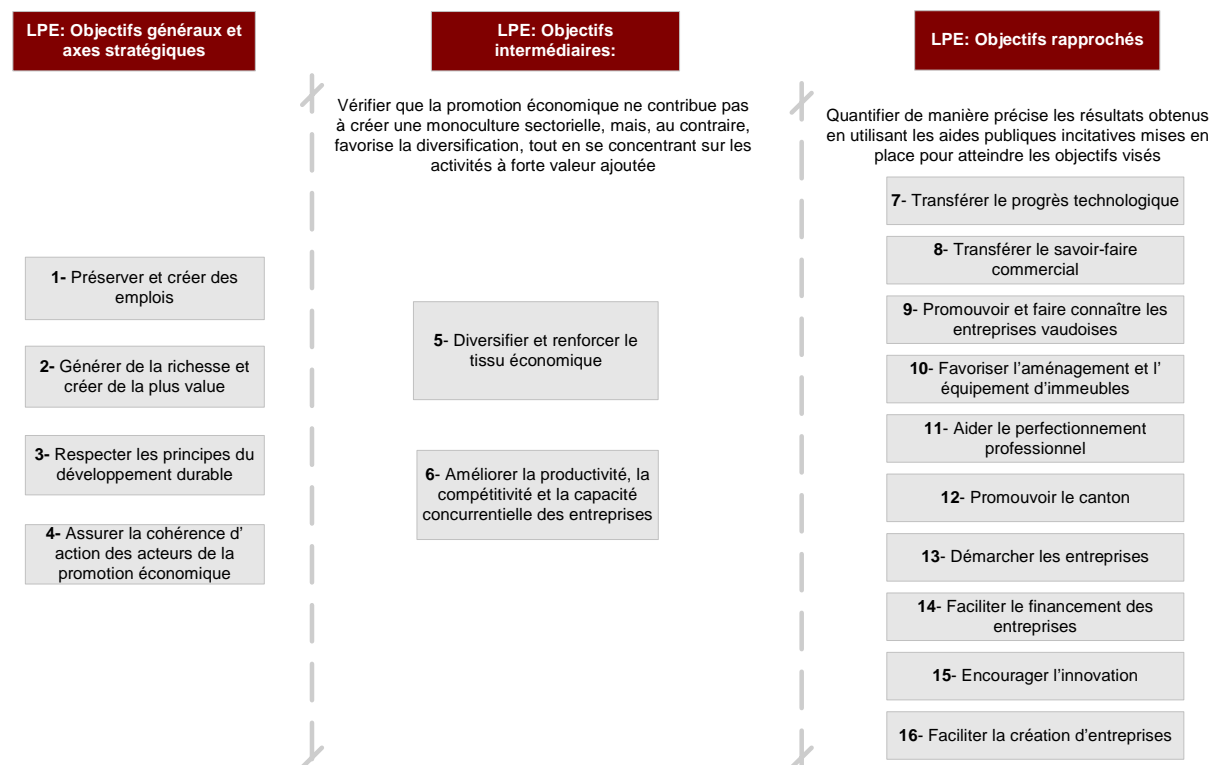 LPE: Objectifs généraux et
axes stratégiques
1- Préserver et créer des
emplois
2- Générer de la richesse et
créer de la plus value
3- Respecter les principes du
développement durable
4- Assurer la cohérence d’
action des acteurs de la
promotion économique
LPE: Objectifs
intermédiaires:
Vérifier que la promotion économique ne contribue pas
à créer une monoculture sectorielle, mais, au contraire,
favorise la diversification, tout en se concentrant sur les
activités à forte valeur ajoutée
5- Diversifier et renforcer le
tissu économique
6- Améliorer la productivité, la
compétitivité et la capacité
concurrentielle des entreprises
LPE: Objectifs rapprochés
Quantifier de manière précise les résultats obtenus
en utilisant les aides publiques incitatives mises en
place pour atteindre les objectifs visés
7- Transférer le progrès technologique
8- Transférer le savoir-faire
commercial
9- Promouvoir et faire connaître les
entreprises vaudoises
10- Favoriser l’aménagement et l’
équipement d’immeubles
11- Aider le perfectionnement
professionnel
12- Promouvoir le canton
13- Démarcher les entreprises
14- Faciliter le financement des
entreprises
15- Encourager l’innovation
16- Faciliter la création d’entreprises